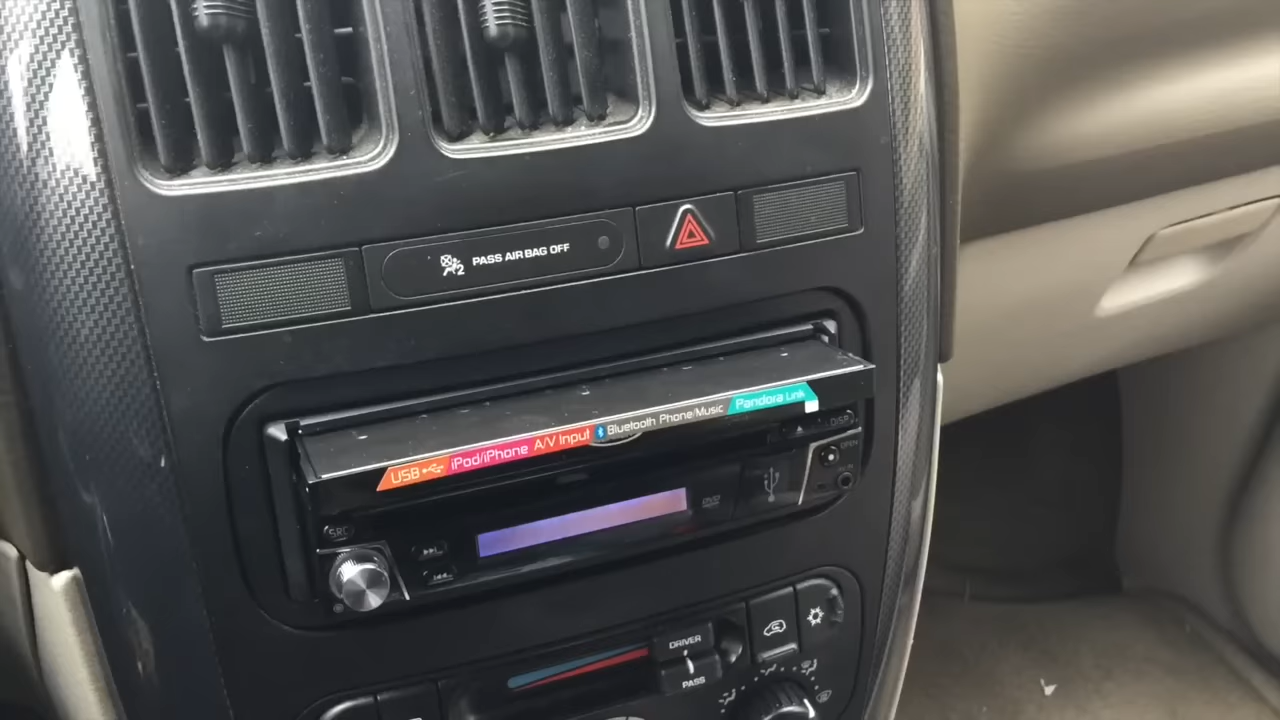 PASS AIR BAG OFF
2
USB iPod/iPhone A/V Input Bluetooth Phone/Music Pandora Link
DISP
OPEN
SRC
DVD
DRIVER
PASS